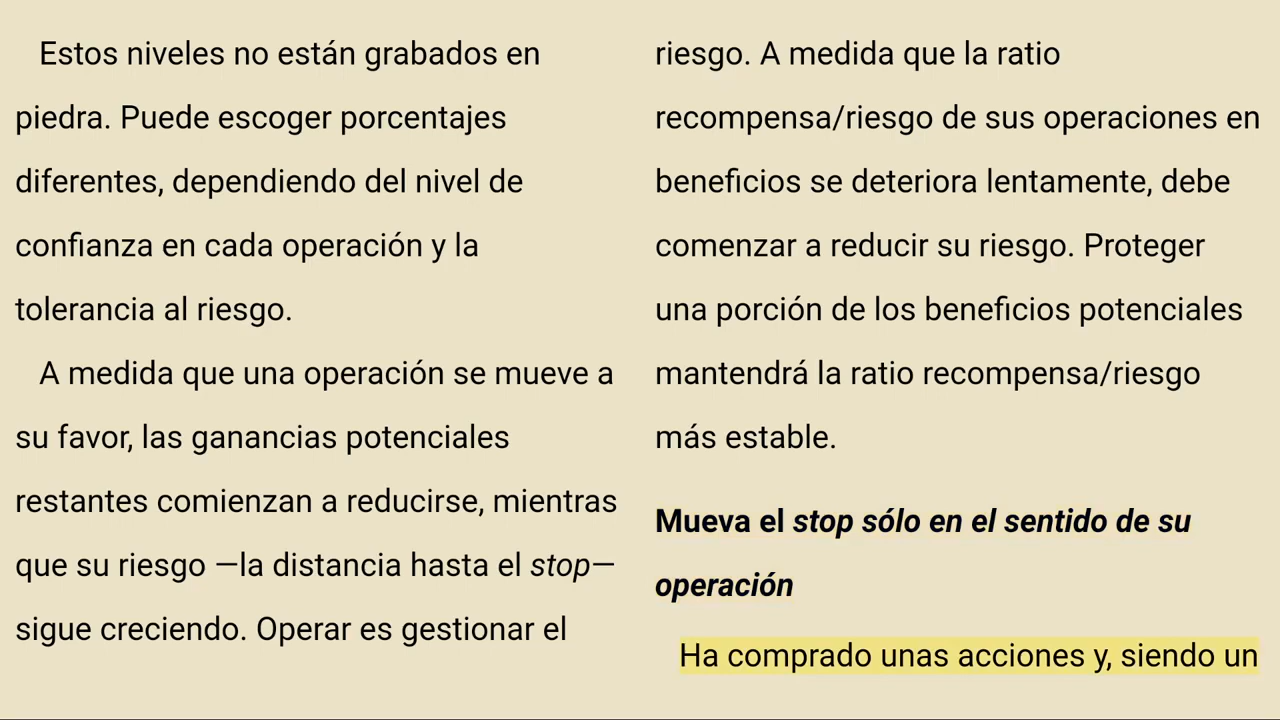 Estos niveles no están grabados en
piedra. Puede escoger porcentajes
diferentes, dependiendo del nivel de
confianza en cada operación y la
tolerancia al riesgo.
A medida que una operación se mueve a
su favor, las ganancias potenciales
restantes comienzan a reducirse, mientras
que su riesgo —la distancia hasta el stop—
sigue creciendo. Operar es gestionar el
riesgo. A medida que la ratio
recompensa/riesgo de sus operaciones en
beneficios se deteriora lentamente, debe
comenzar a reducir su riesgo. Proteger
una porción de los beneficios potenciales
mantendrá la ratio recompensa/riesgo
más estable.
Mueva el stop sólo en el sentido de su
operación
Ha comprado unas acciones y, siendo un